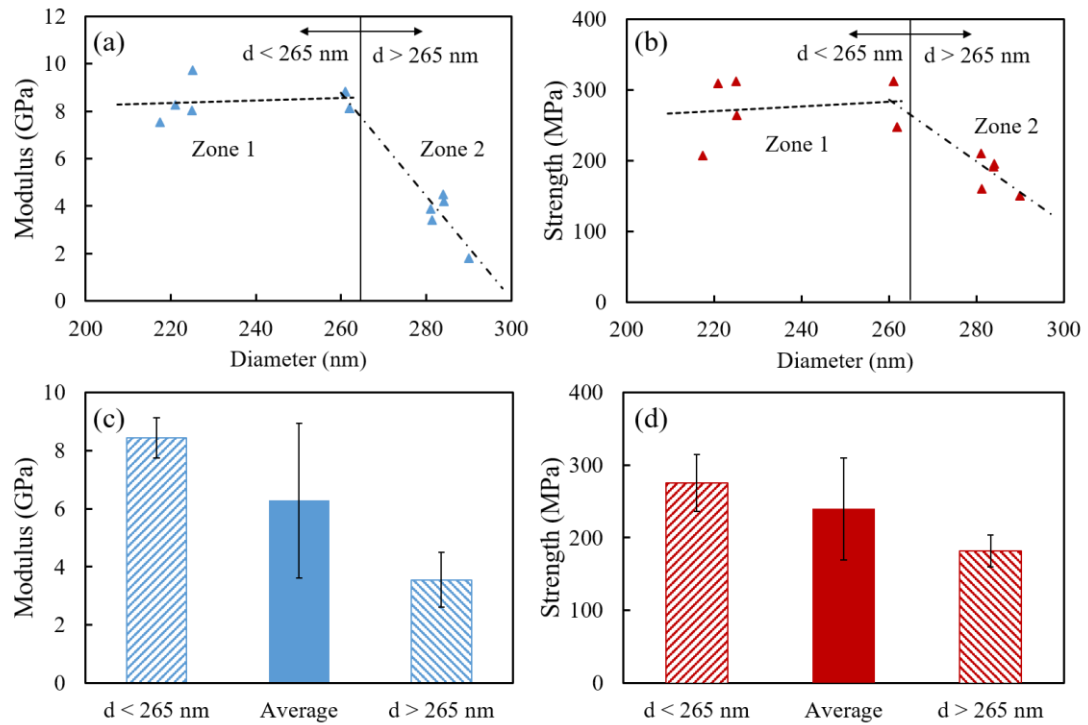 (a)
d < 265 nm
d > 265 nm
Zone 1
Zone 2
Modulus (GPa)
12
10
8
6
4
2
0
200 220 240 260 280 300
Diameter (nm)
(b)
d < 265 nm
d > 265 nm
Zone 1
Zone 2
Strength (MPa)
400
300
200
100
0
200 220 240 260 280 300
Diameter (nm)
(c)
Modulus (GPa)
10
8
6
4
2
0
d < 265 nm Average d > 265 nm
(d)
Strength (MPa)
400
300
200
100
0
d < 265 nm Average d > 265 nm